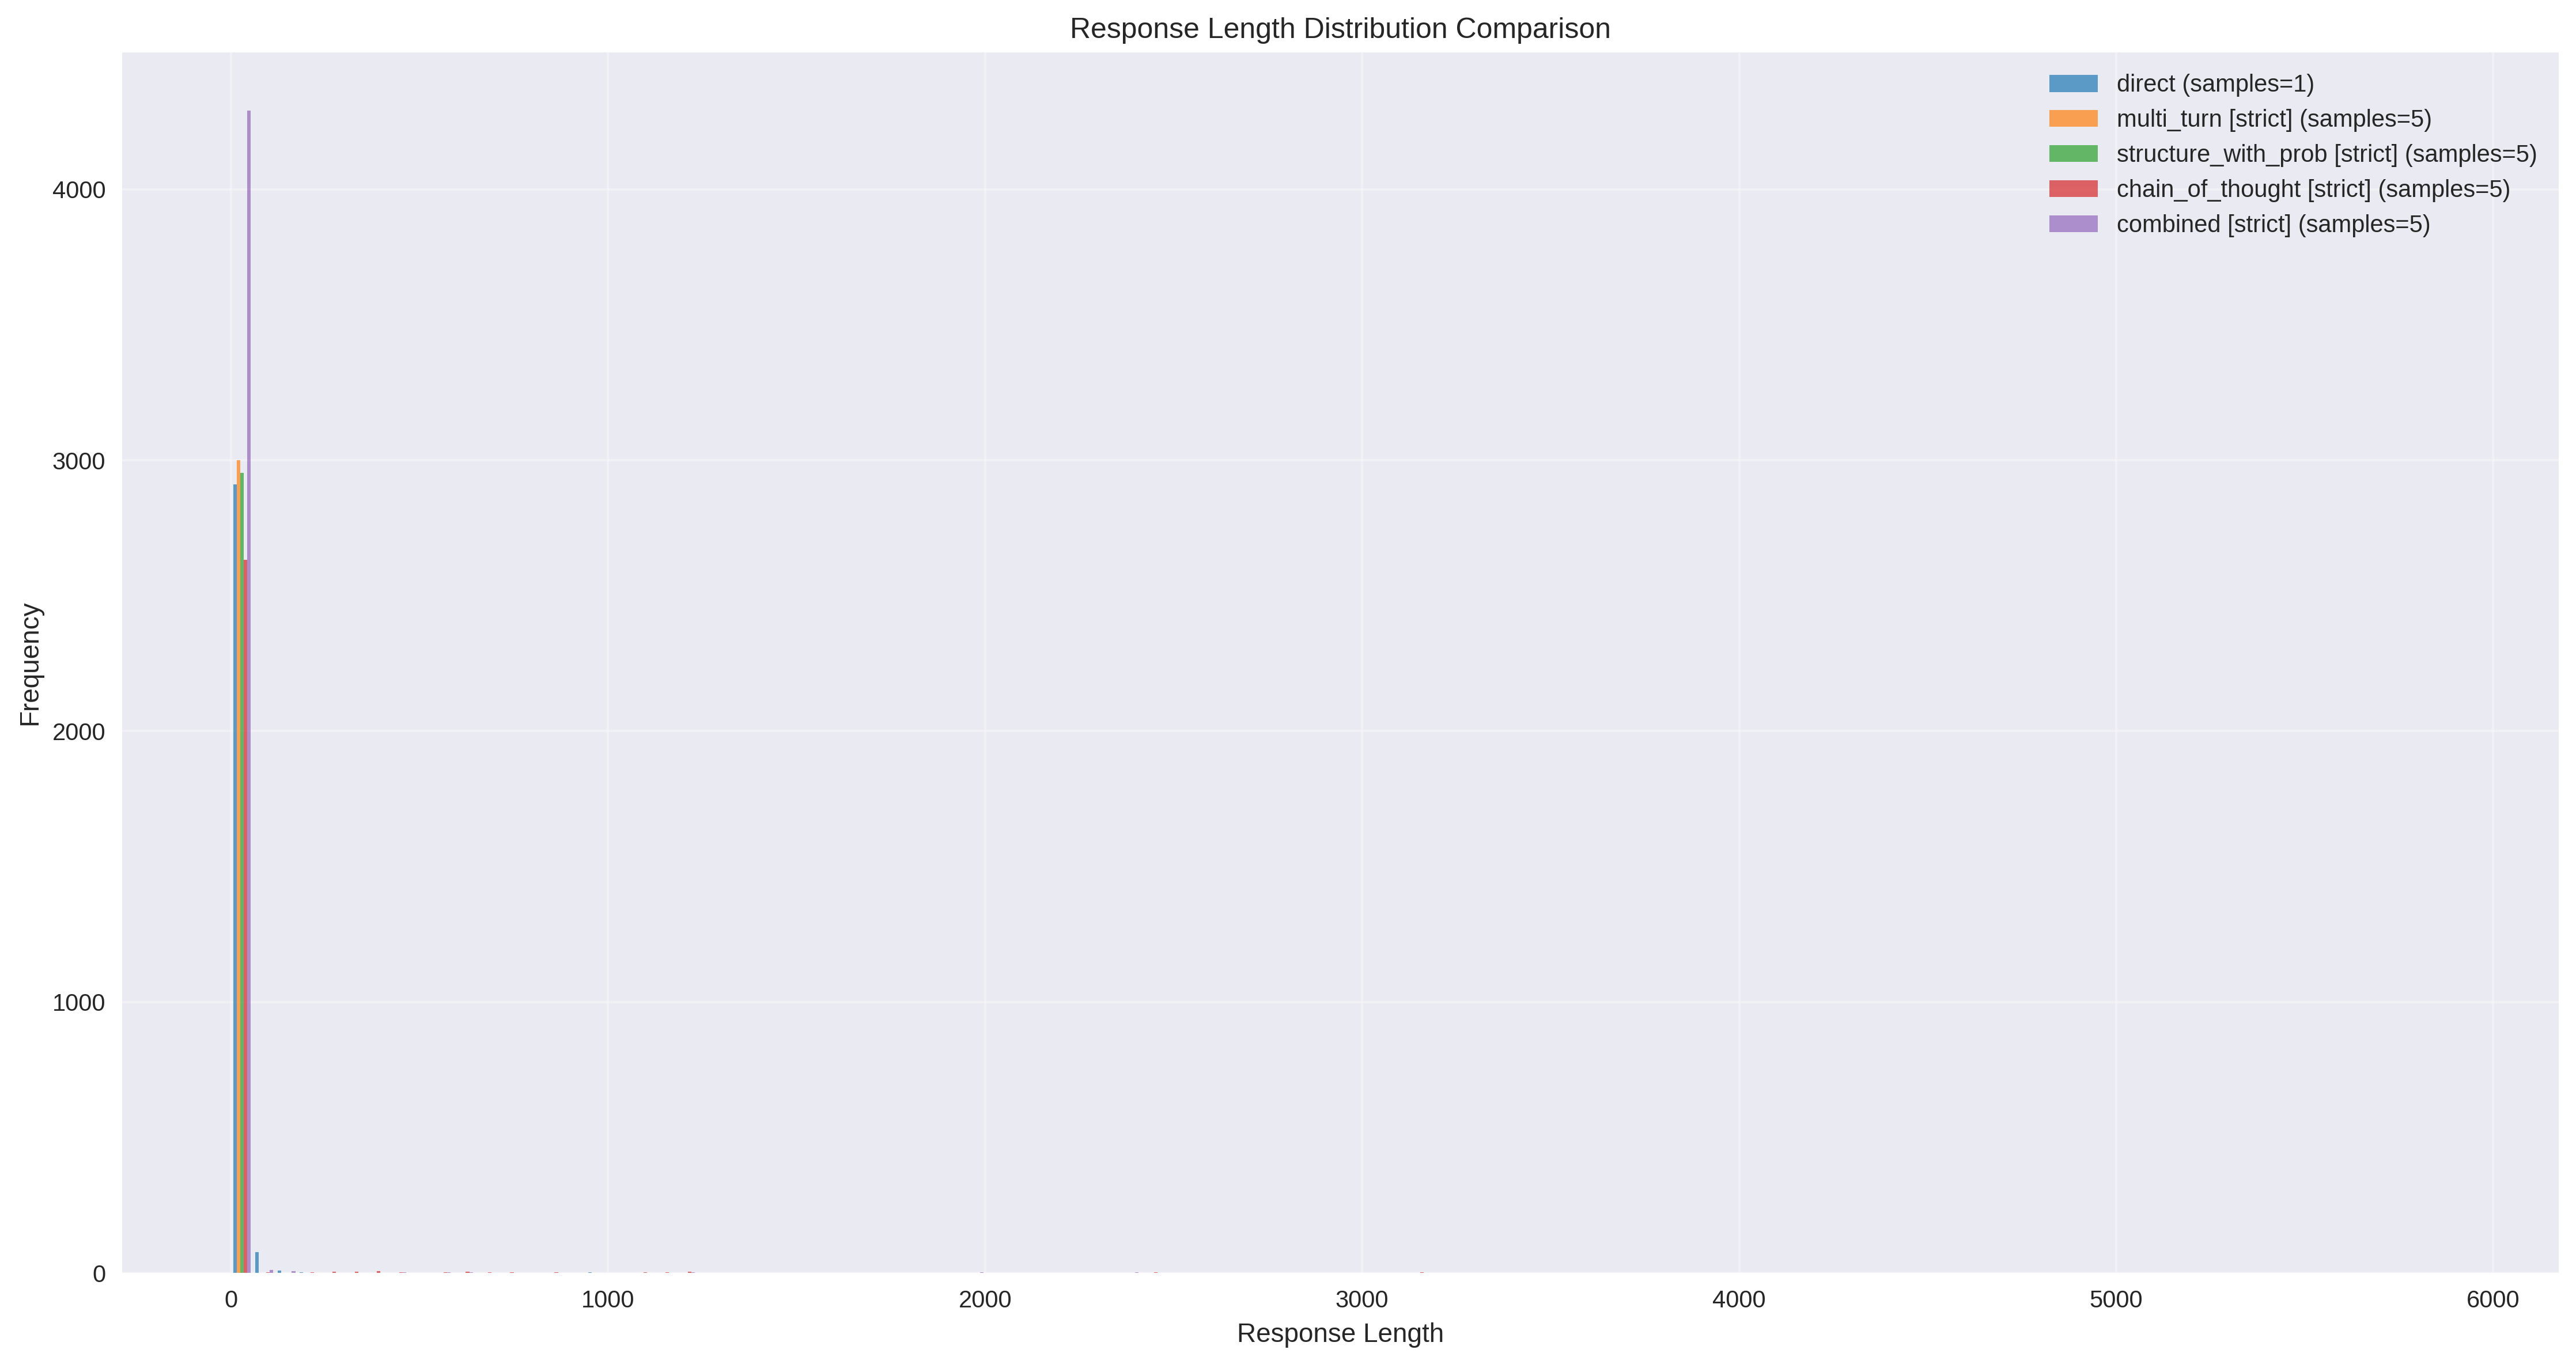 Response Length Distribution Comparison
direct (samples=1)
multi_turn [strict] (samples=5)
structure_with_prob [strict] (samples=5)
chain_of_thought [strict] (samples=5)
combined [strict] (samples=5)
Frequency
4000
3000
2000
1000
0
0 1000 2000 3000 4000 5000 6000
Response Length